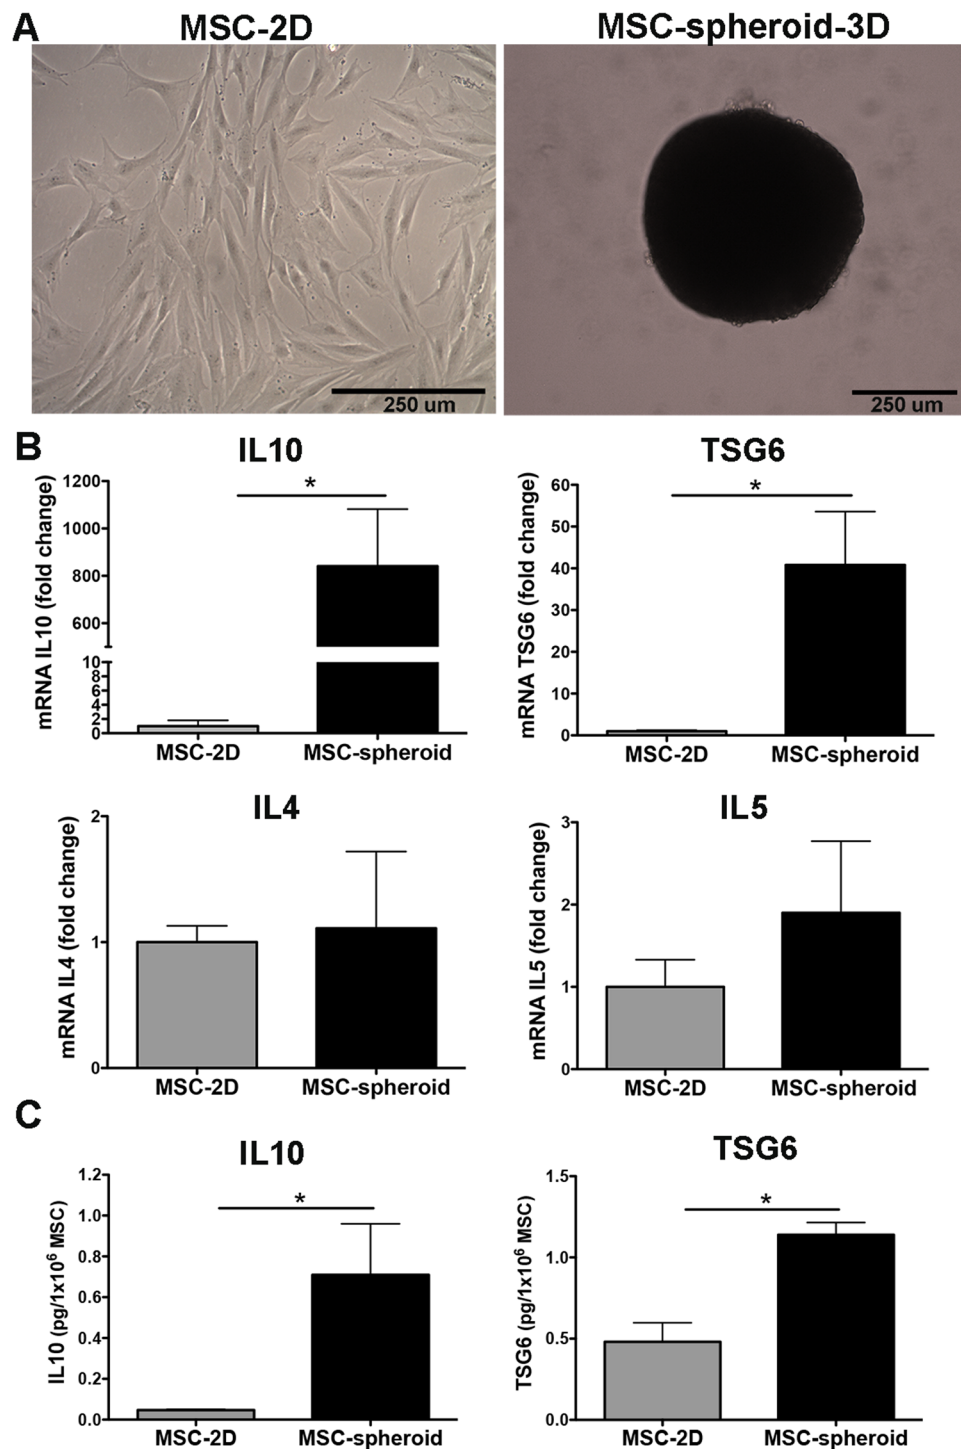 A
MSC-2D
MSC-spheroid-3D
250 um
250 um
B
IL10
mRNA IL10 (fold change)
1200
1000
800
600
10
8
6
4
2
0
*
MSC-2D
MSC-spheroid
TSG6
mRNA TSG6 (fold change)
60
50
40
30
20
10
0
*
MSC-2D
MSC-spheroid
IL4
mRNA IL4 (fold change)
2
1
0
MSC-2D
MSC-spheroid
IL5
mRNA IL5 (fold change)
3
2
1
0
MSC-2D
MSC-spheroid
C
IL10
IL10 (pg/1x10⁶ MSC)
1.2
1.0
0.8
0.6
0.4
0.2
0.0
*
MSC-2D
MSC-spheroid
TSG6
TSG6 (pg/1x10⁶ MSC)
1.5
1.0
0.5
0.0
*
MSC-2D
MSC-spheroid